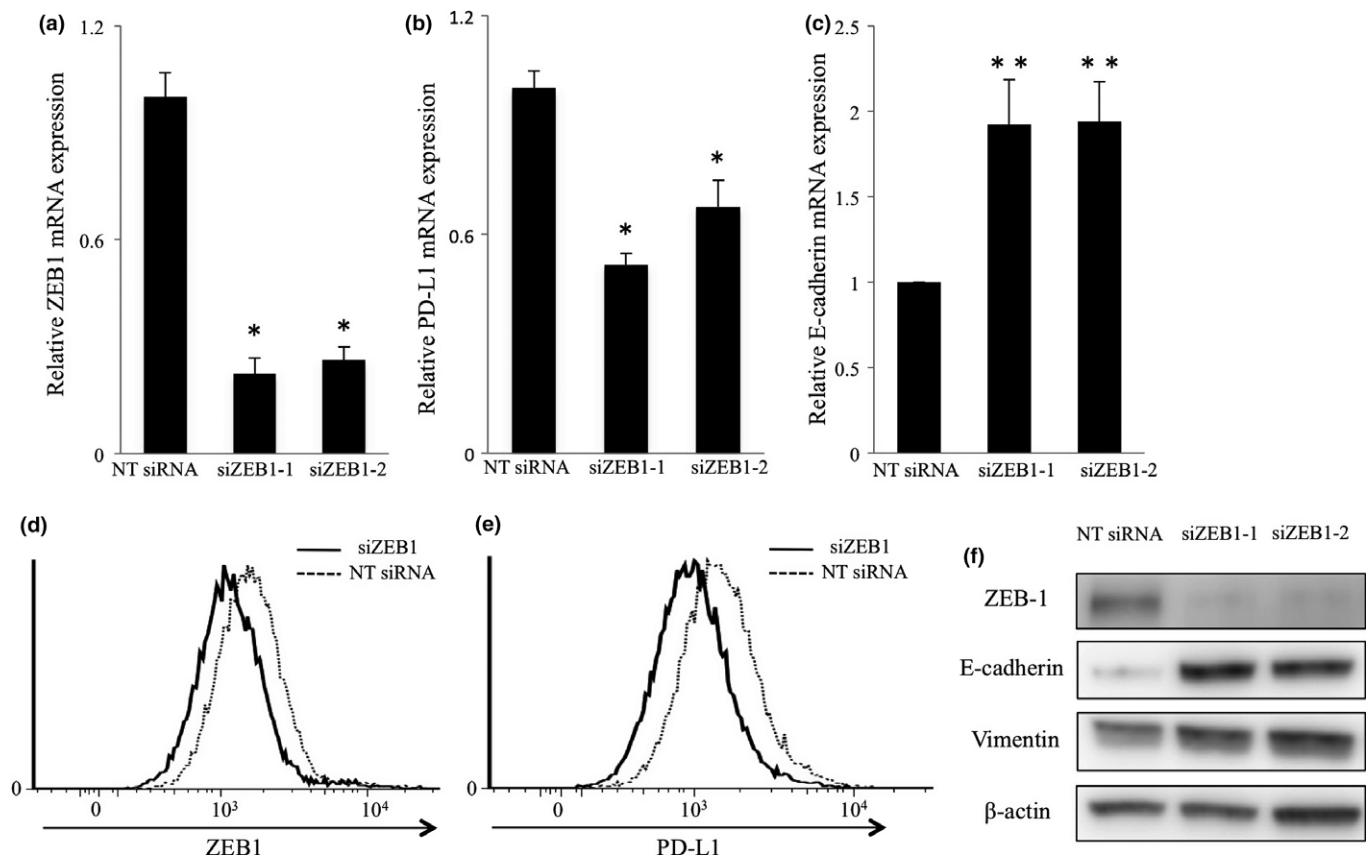 (a)
Relative ZEB1 mRNA expression
1.2
0.6
0
*
*
NT siRNA siZEB1-1 siZEB1-2
(b)
Relative PD-L1 mRNA expression
1.2
0.6
0
*
*
NT siRNA siZEB1-1 siZEB1-2
(c)
Relative E-cadherin mRNA expression
2.5
2
1.5
1
0.5
0
* *
* *
NT siRNA siZEB1-1 siZEB1-2
(d)
siZEB1
NT siRNA
0
0 10³ 10⁴
ZEB1
(e)
siZEB1
NT siRNA
0
0 10³ 10⁴
PD-L1
(f)
NT siRNA siZEB1-1 siZEB1-2
ZEB-1
E-cadherin
Vimentin
β-actin